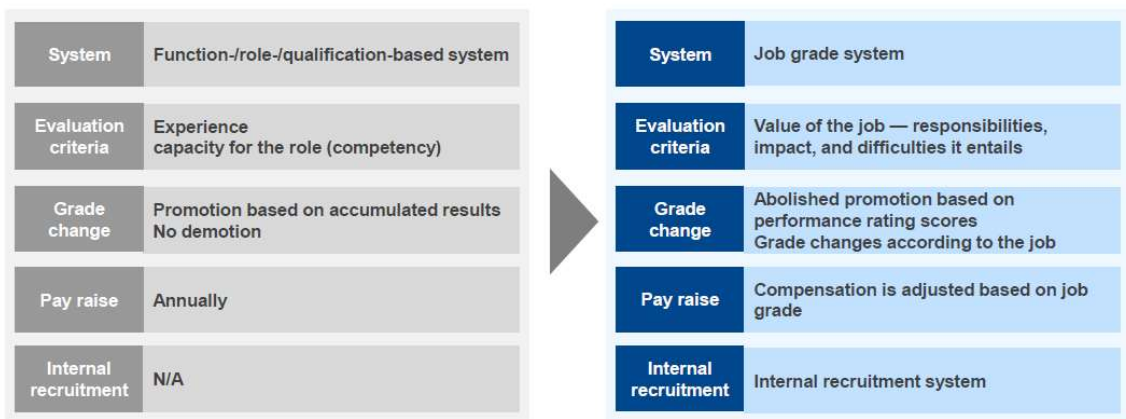 System
Function-/role-/qualification-based system
Evaluation
criteria
Experience
capacity for the role (competency)
Grade
change
Promotion based on accumulated results
No demotion
Pay raise
Annually
Internal
recruitment
N/A
System
Job grade system
Evaluation
criteria
Value of the job — responsibilities,
impact, and difficulties it entails
Grade
change
Abolished promotion based on
performance rating scores
Grade changes according to the job
Pay raise
Compensation is adjusted based on job
grade
Internal
recruitment
Internal recruitment system